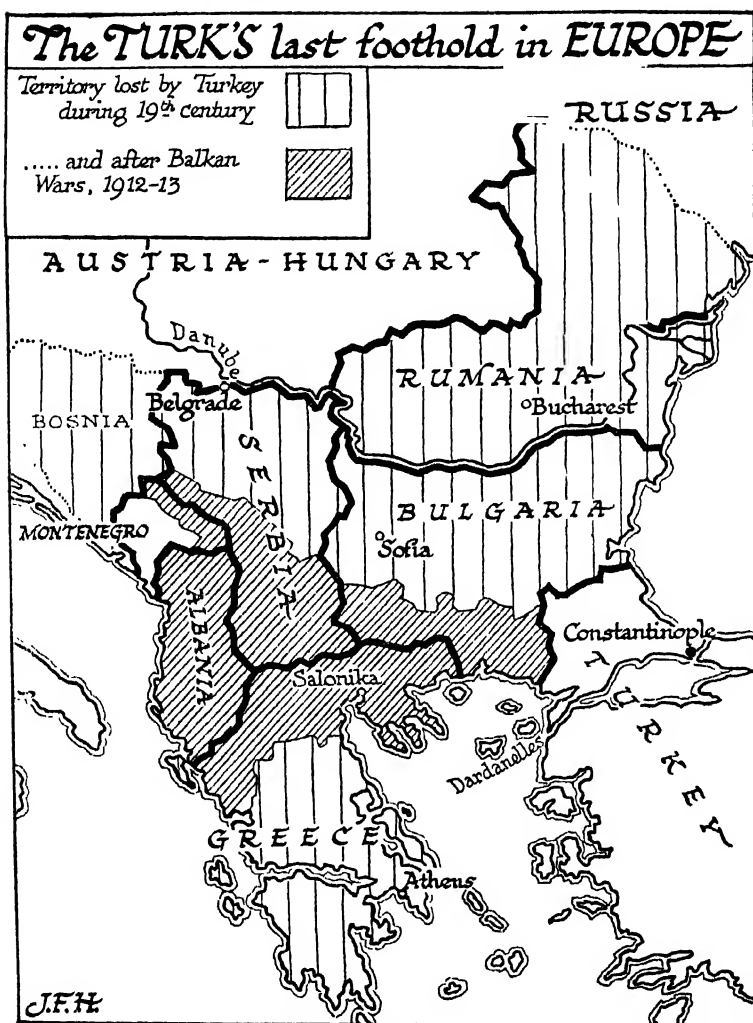 The TURK'S last foothold in EUROPE
Territory lost by Turkey
during 19th century
..... and after Balkan
Wars, 1912-13
RUSSIA
AUSTRIA-HUNGARY
Danube
RUMANIA
Belgrade
Bucharest
BOSNIA
SERBIA
BULGARIA
MONTENEGRO
Sofia
ALBANIA
Constantinople
Salonika
TURKEY
Dardanelles
GREECE
Athens
J.F.H.